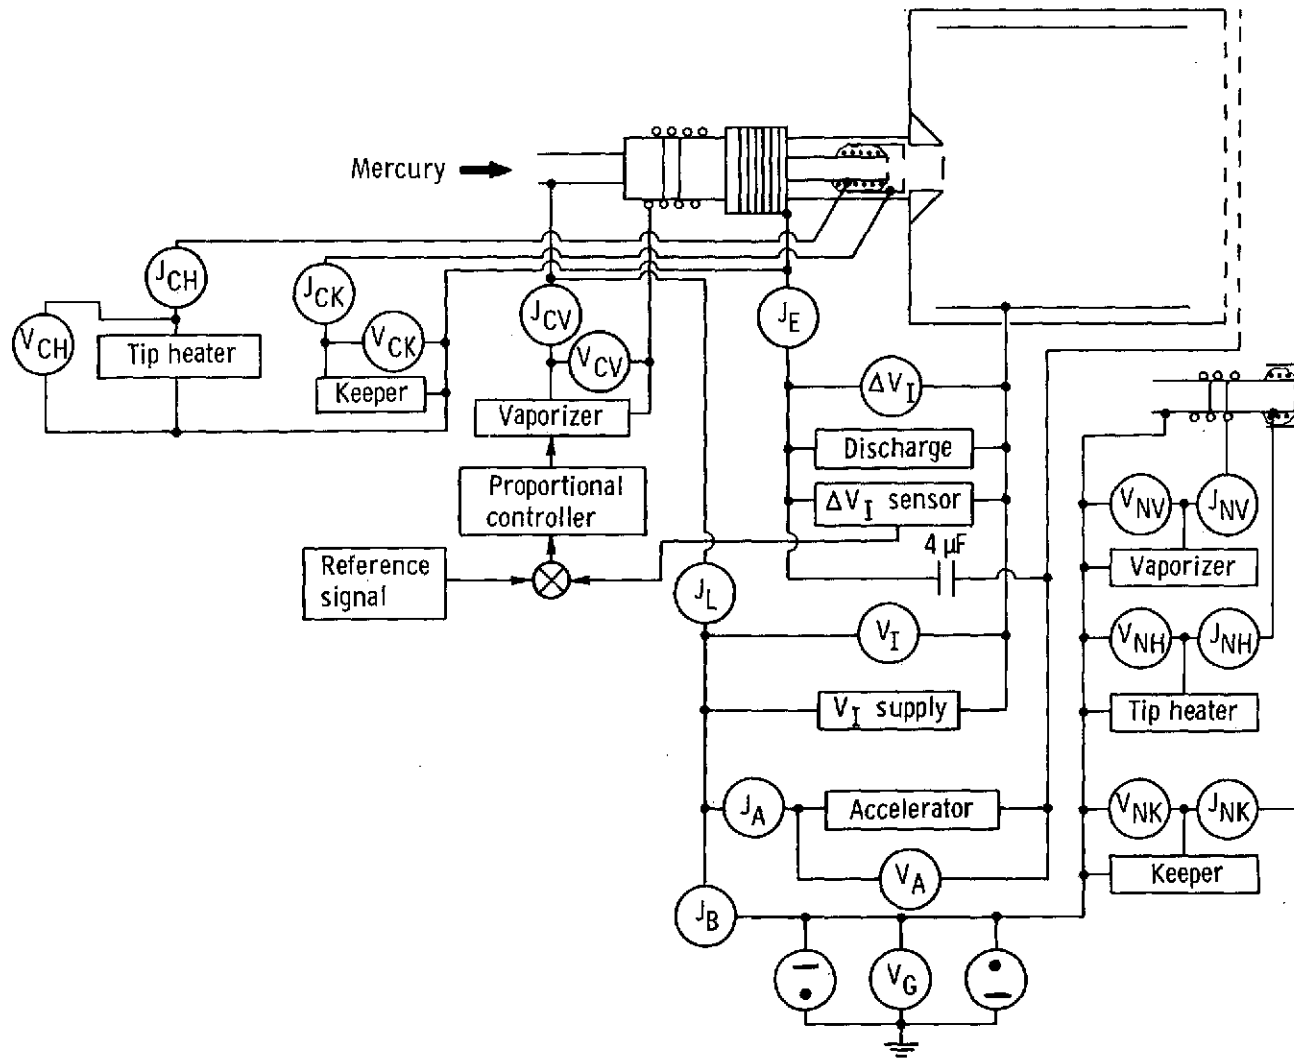 Mercury
J_CH
J_CK
J_CV
J_E
V_CH
Tip heater
V_CK
Keeper
V_CV
Vaporizer
ΔV_I
Discharge
ΔV_I sensor
Proportional
controller
4 μF
Reference
signal
J_L
V_I
V_I supply
J_A
Accelerator
V_A
J_B
V_G
V_NV
J_NV
Vaporizer
V_NH
J_NH
Tip heater
V_NK
J_NK
Keeper